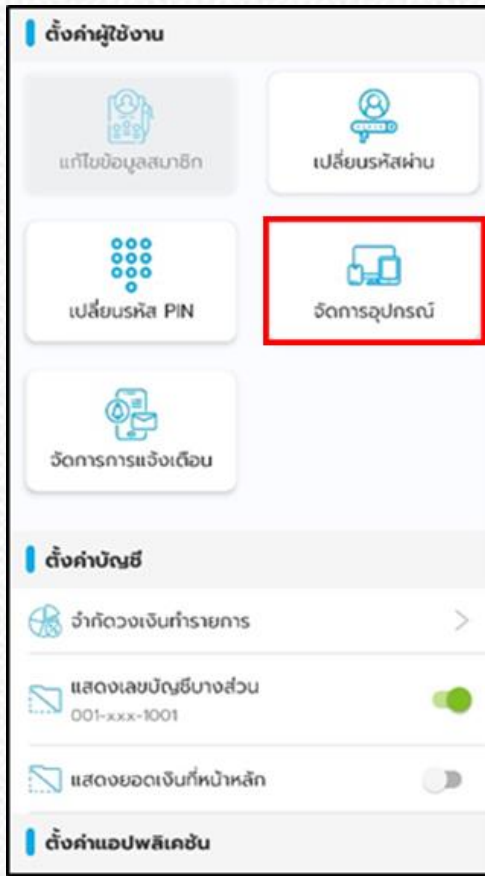 ตั้งค่าผู้ใช้งาน
แก้ไขข้อมูลสมาชิก
เปลี่ยนรหัสผ่าน
เปลี่ยนรหัส PIN
จัดการอุปกรณ์
จัดการการแจ้งเตือน
ตั้งค่าบัญชี
จำกัดวงเงินทำรายการ
แสดงเลขบัญชีบางส่วน
001-xxx-1001
แสดงยอดเงินที่หน้าหลัก
ตั้งค่าแอปพลิเคชัน